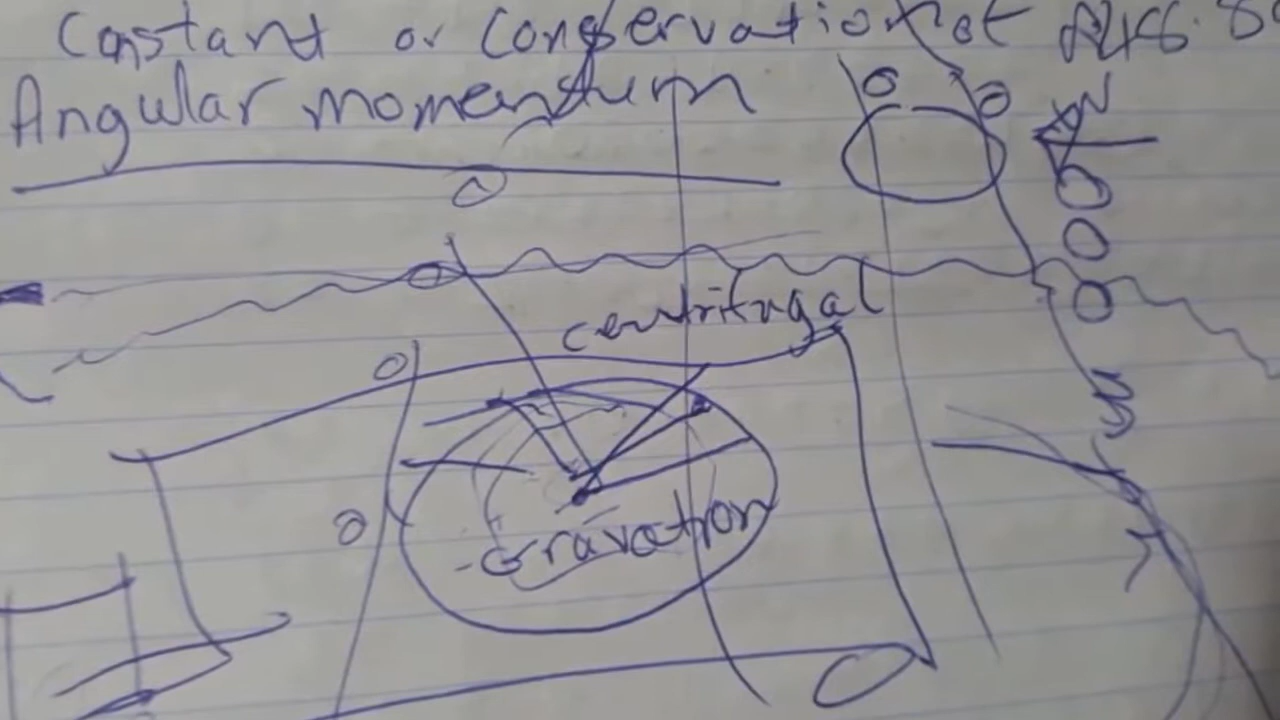 Constant or Conservation of
Angular momentum
centrifugal
Gravation